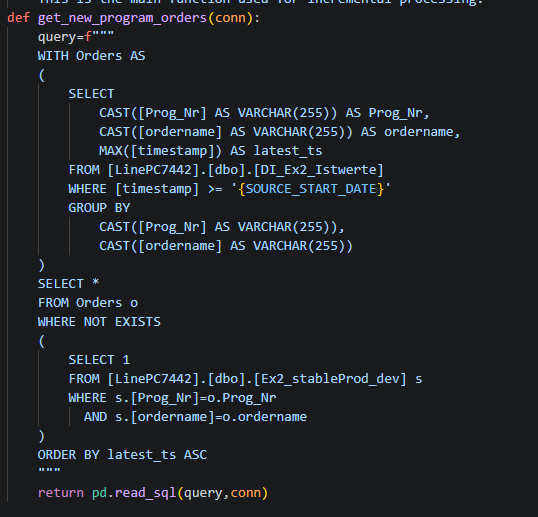 This is the main function used for incremental processing.
def get_new_program_orders(conn):
    query=f"""
    WITH Orders AS
    (
        SELECT
            CAST([Prog_Nr] AS VARCHAR(255)) AS Prog_Nr,
            CAST([ordername] AS VARCHAR(255)) AS ordername,
            MAX([timestamp]) AS latest_ts
        FROM [LinePC7442].[dbo].[DI_Ex2_Istwerte]
        WHERE [timestamp] >= '{SOURCE_START_DATE}'
        GROUP BY
            CAST([Prog_Nr] AS VARCHAR(255)),
            CAST([ordername] AS VARCHAR(255))
    )
    SELECT *
    FROM Orders o
    WHERE NOT EXISTS
    (
        SELECT 1
        FROM [LinePC7442].[dbo].[Ex2_stableProd_dev] s
        WHERE s.[Prog_Nr]=o.Prog_Nr
          AND s.[ordername]=o.ordername
    )
    ORDER BY latest_ts ASC
    """
    return pd.read_sql(query,conn)